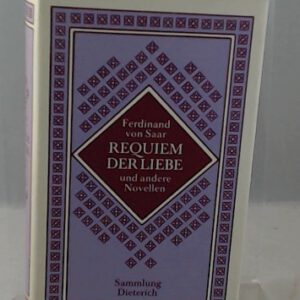 Ferdinand
von Saar
REQUIEM
DER LIEBE
und andere
Novellen
Sammlung
Dieterich